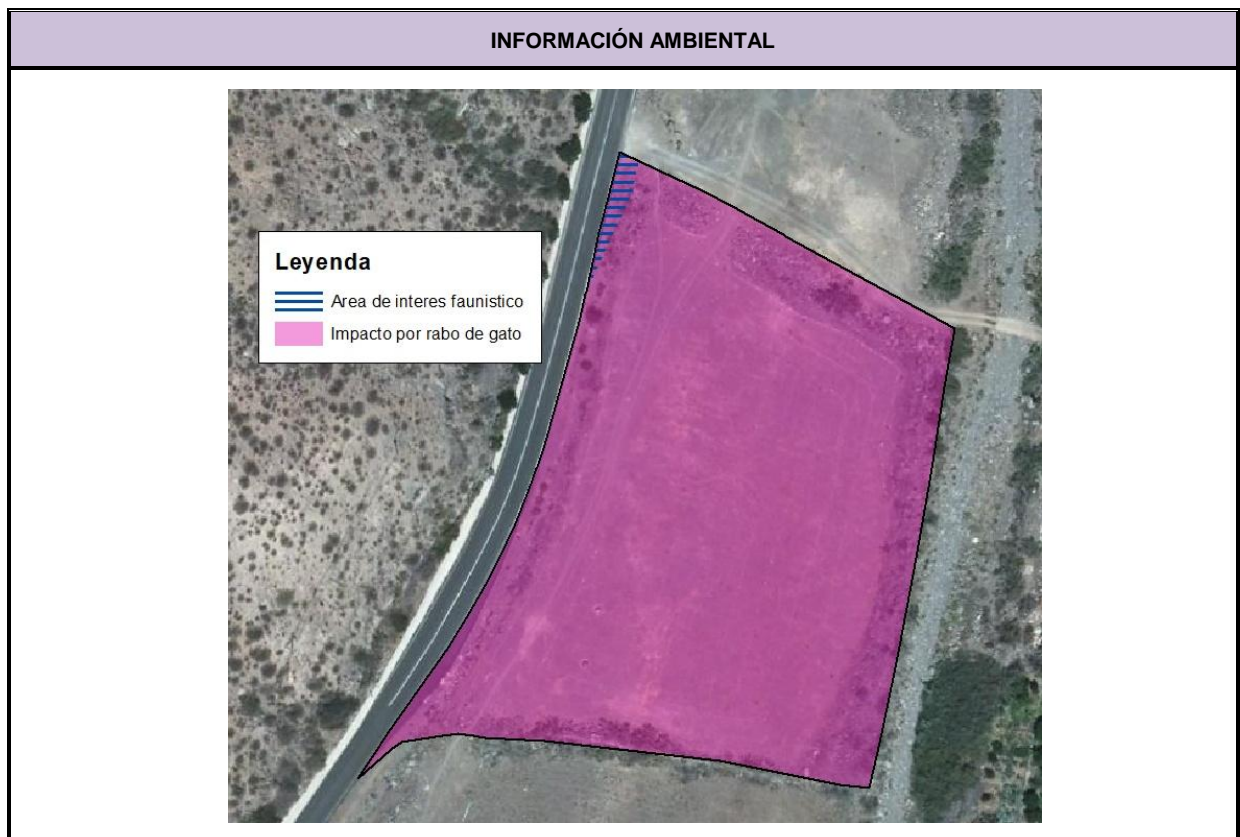 INFORMACIÓN AMBIENTAL
Leyenda
Area de interes faunistico
Impacto por rabo de gato